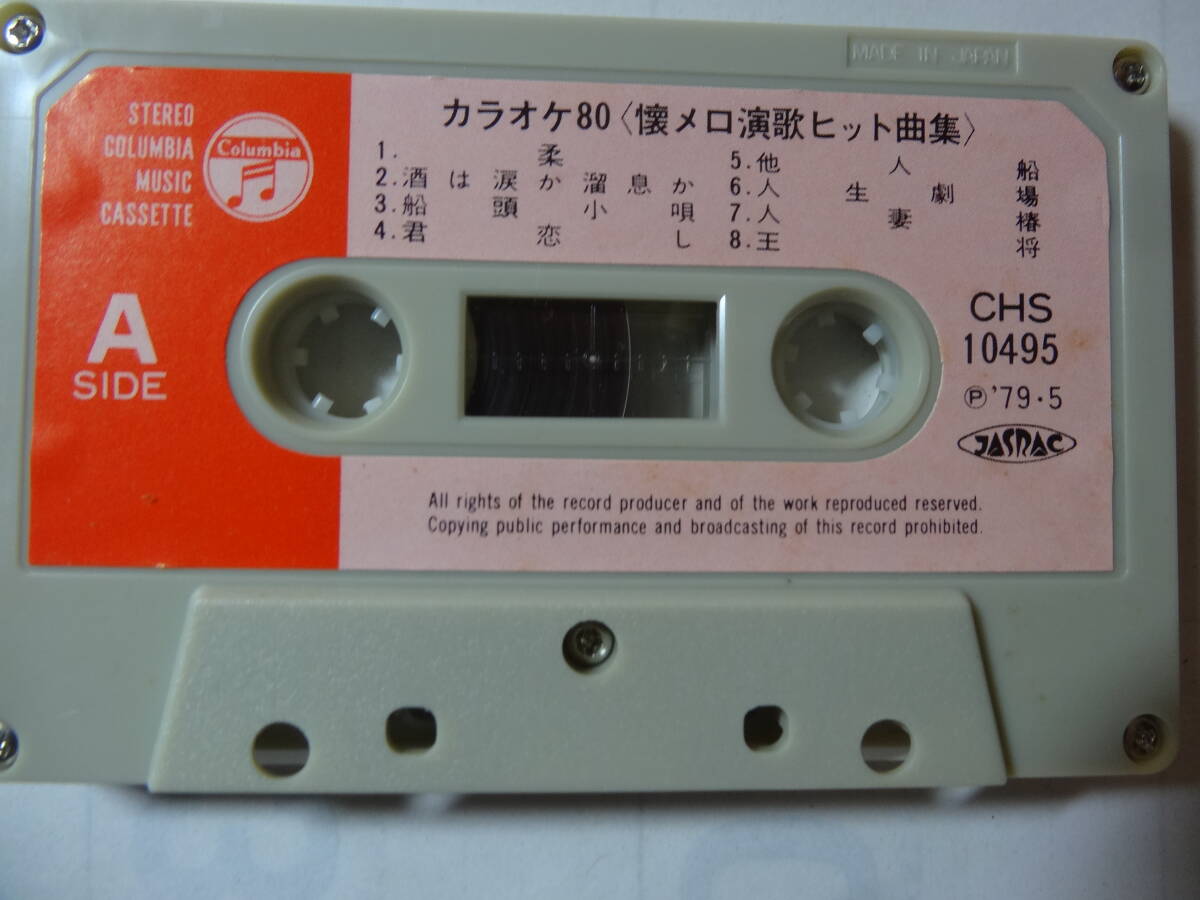 MADE IN JAPAN
STEREO
COLUMBIA
MUSIC
CASSETTE
Columbia
カラオケ80〈懐メロ演歌ヒット曲集〉
1. 柔
2. 酒は涙か溜息か
3. 船頭小唄
4. 君恋し
5. 他人船
6. 人生劇場
7. 人妻椿
8. 王将
A
SIDE
CHS
10495
Ⓟ'79・5
JASRAC
All rights of the record producer and of the work reproduced reserved.
Copying public performance and broadcasting of this record prohibited.